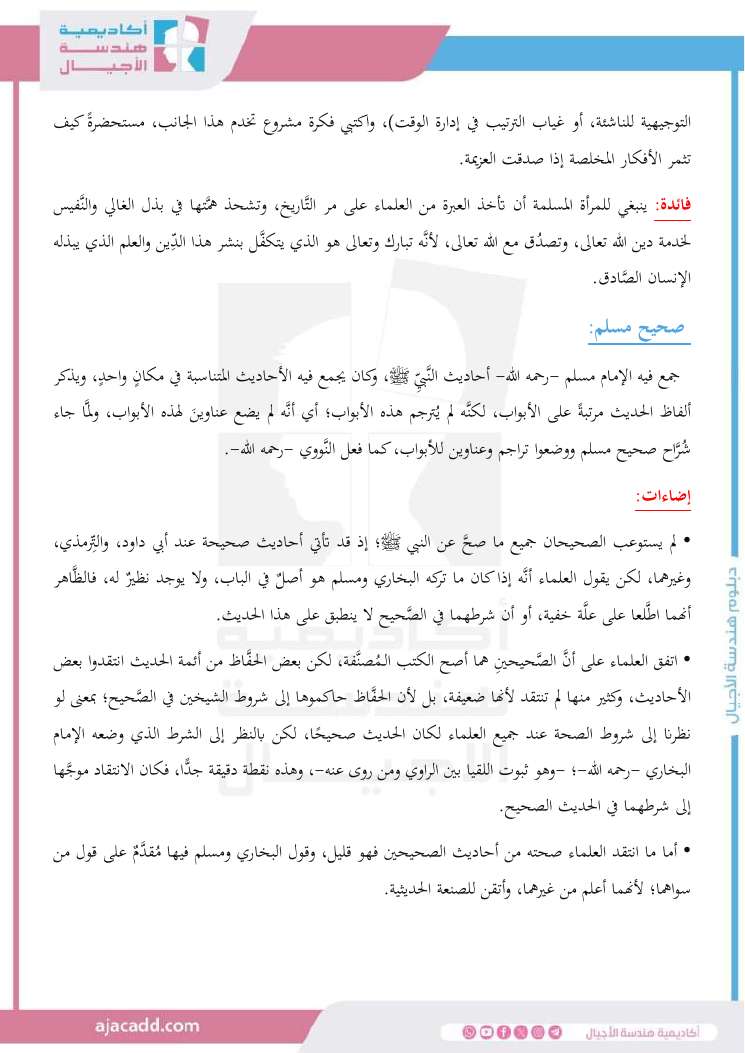 أكاديمية
هندسة
الأجيال
التوجيهية للناشئة، أو غياب الترتيب في إدارة الوقت)، واكتبي فكرة مشروع تخدم هذا الجانب، مستحضرةً كيف
تثمر الأفكار المخلصة إذا صدقت العزيمة.
فائدة: ينبغي للمرأة المسلمة أن تأخذ العبرة من العلماء على مر التَّاريخ، وتشحذ همَّتها في بذل الغالي والنَّفيس
لخدمة دين الله تعالى، وتصدُق مع الله تعالى، لأنَّه تبارك وتعالى هو الذي يتكفَّل بنشر هذا الدِّين والعلم الذي يبذله
الإنسان الصَّادق.
صحيح مسلم:
جمع فيه الإمام مسلم -رحمه الله- أحاديث النَّبيِّ ﷺ، وكان يجمع فيه الأحاديث المتناسبة في مكانٍ واحدٍ، ويذكر
ألفاظ الحديث مرتبةً على الأبواب، لكنَّه لم يُترجم هذه الأبواب؛ أي أنَّه لم يضع عناوينَ لهذه الأبواب، ولمَّا جاء
شُرَّاح صحيح مسلم ووضعوا تراجم وعناوين للأبواب، كما فعل النَّووي -رحمه الله-.
إضاءات:
• لم يستوعب الصحيحان جميع ما صحَّ عن النبي ﷺ؛ إذ قد تأتي أحاديث صحيحة عند أبي داود، والتِّرمذي،
وغيرهما، لكن يقول العلماء أنَّه إذا كان ما تركه البخاري ومسلم هو أصلٌ في الباب، ولا يوجد نظيرٌ له، فالظَّاهر
أنهما اطَّلعا على علَّة خفية، أو أن شرطهما في الصَّحيح لا ينطبق على هذا الحديث.
• اتفق العلماء على أنَّ الصَّحيحينِ هما أصح الكتب المُصنَّفة، لكن بعض الحفَّاظ من أئمة الحديث انتقدوا بعض
الأحاديث، وكثير منها لم تنتقد لأنها ضعيفة، بل لأن الحفَّاظ حاكموها إلى شروط الشيخين في الصَّحيح؛ بمعنى لو
نظرنا إلى شروط الصحة عند جميع العلماء لكان الحديث صحيحًا، لكن بالنظر إلى الشرط الذي وضعه الإمام
البخاري -رحمه الله-؛ -وهو ثبوت اللقيا بين الراوي ومن روى عنه-، وهذه نقطة دقيقة جدًّا، فكان الانتقاد موجَّها
إلى شرطهما في الحديث الصحيح.
• أما ما انتقد العلماء صحته من أحاديث الصحيحين فهو قليل، وقول البخاري ومسلم فيها مُقدَّمٌ على قول من
سواهما؛ لأنهما أعلم من غيرهما، وأتقن للصنعة الحديثية.
دبلوم هندسة الأجيال
أكاديمية
هندسة
الأجيال
ajacadd.com
أكاديمية هندسة الأجيال